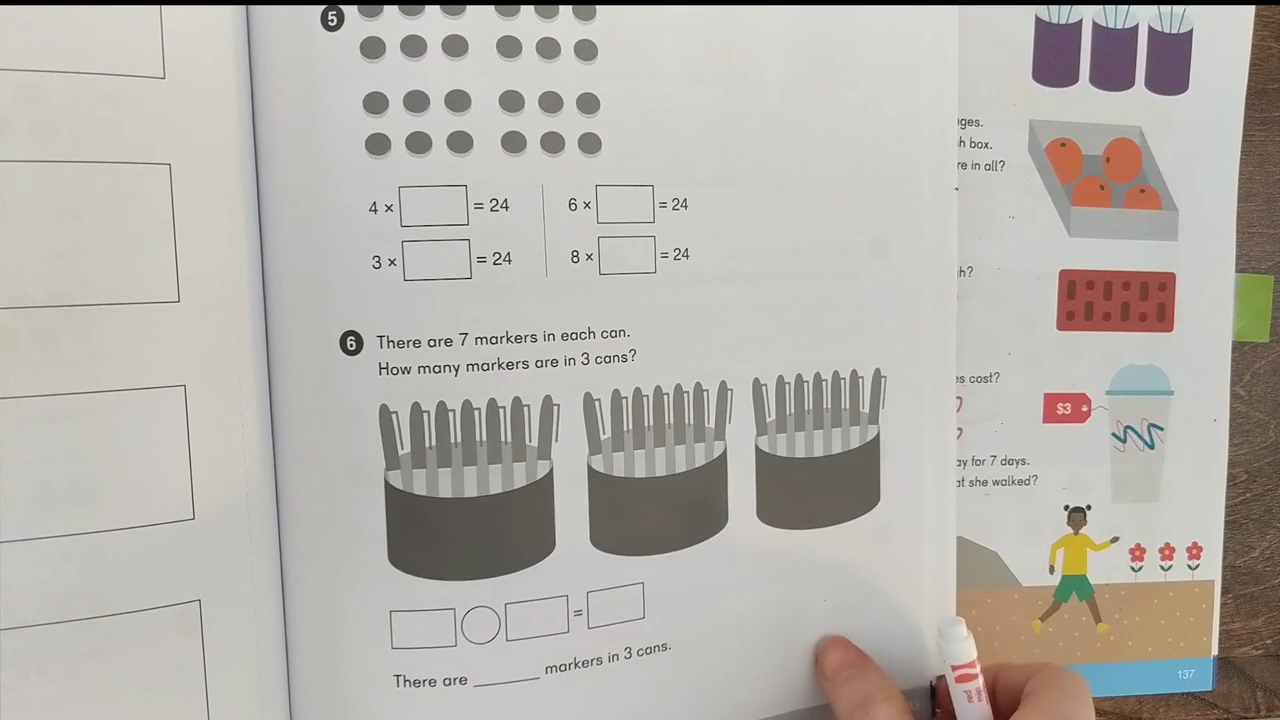 5
4 × = 24
6 × = 24
3 × = 24
8 × = 24
6
There are 7 markers in each can.
How many markers are in 3 cans?
=
There are ______ markers in 3 cans.
h box.
re in all?
$3
ay for 7 days.
at she walked?
137